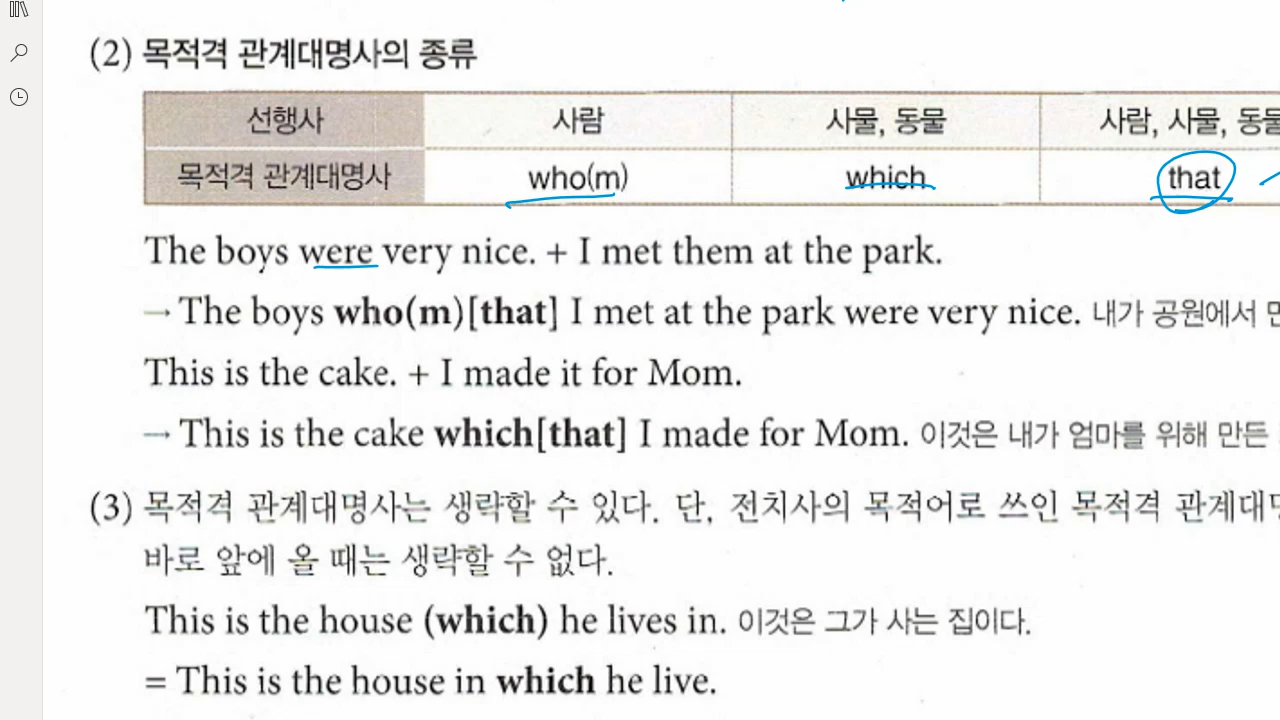 (2) 목적격 관계대명사의 종류
선행사 사람 사물, 동물 사람, 사물, 동물
목적격 관계대명사 who(m) which that
The boys were very nice. + I met them at the park.
→ The boys who(m)[that] I met at the park were very nice. 내가 공원에서
This is the cake. + I made it for Mom.
→ This is the cake which[that] I made for Mom. 이것은 내가 엄마를 위해 만든
(3) 목적격 관계대명사는 생략할 수 있다. 단, 전치사의 목적어로 쓰인 목적격
바로 앞에 올 때는 생략할 수 없다.
This is the house (which) he lives in. 이것은 그가 사는 집이다.
= This is the house in which he live.